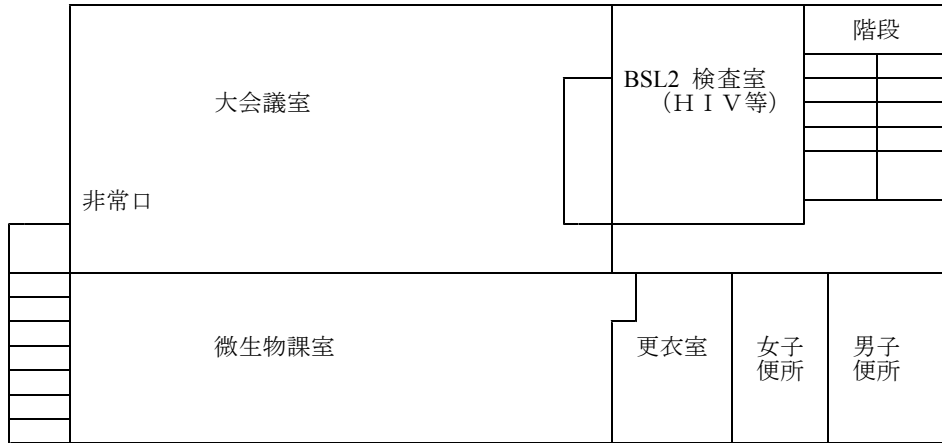 階段
BSL2 検査室
（ＨＩＶ等）
大会議室
非常口
微生物課室
更衣室
女子
便所
男子
便所